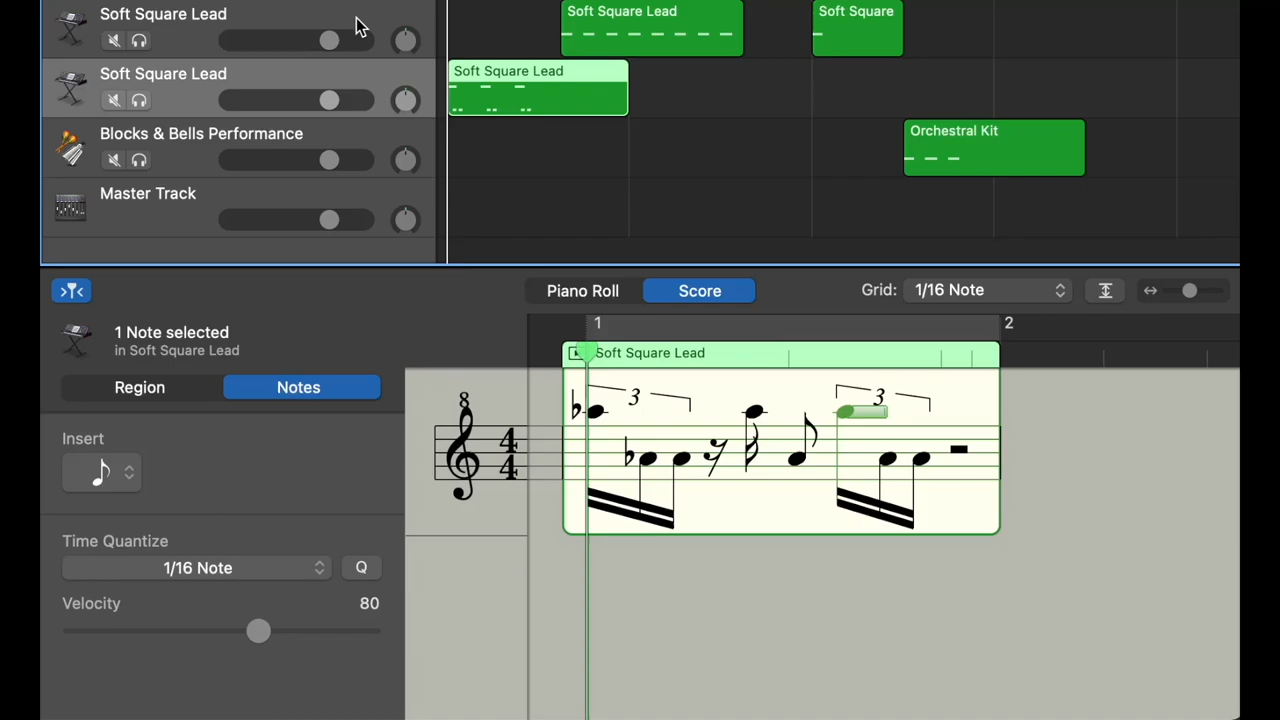 Soft Square Lead
Soft Square Lead
Soft Square
Soft Square Lead
Soft Square Lead
Blocks & Bells Performance
Orchestral Kit
Master Track
Piano Roll
Score
Grid: 1/16 Note
1 Note selected
in Soft Square Lead
1
2
Soft Square Lead
Region
Notes
3
3
8
4
4
Insert
Time Quantize
1/16 Note
Q
Velocity
80